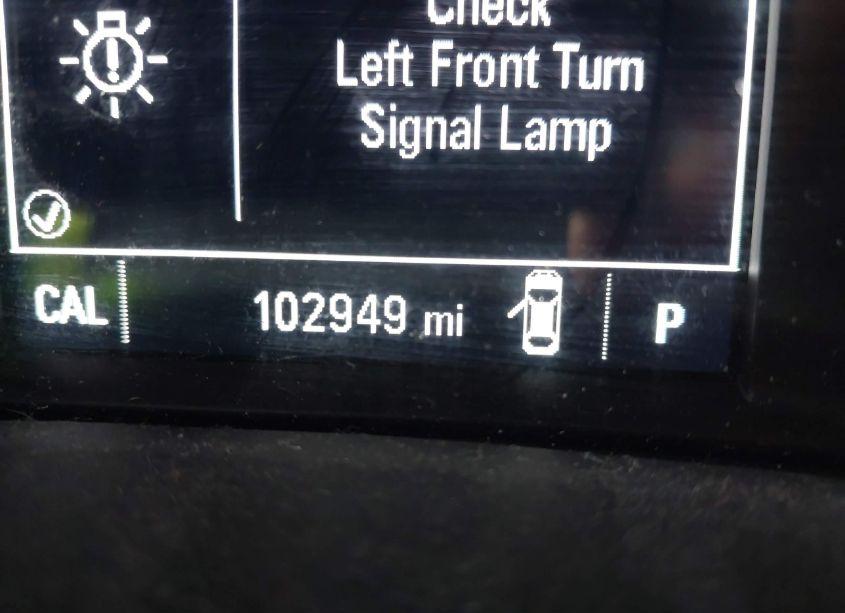 Check
Left Front Turn
Signal Lamp
CAL
102949 mi
P